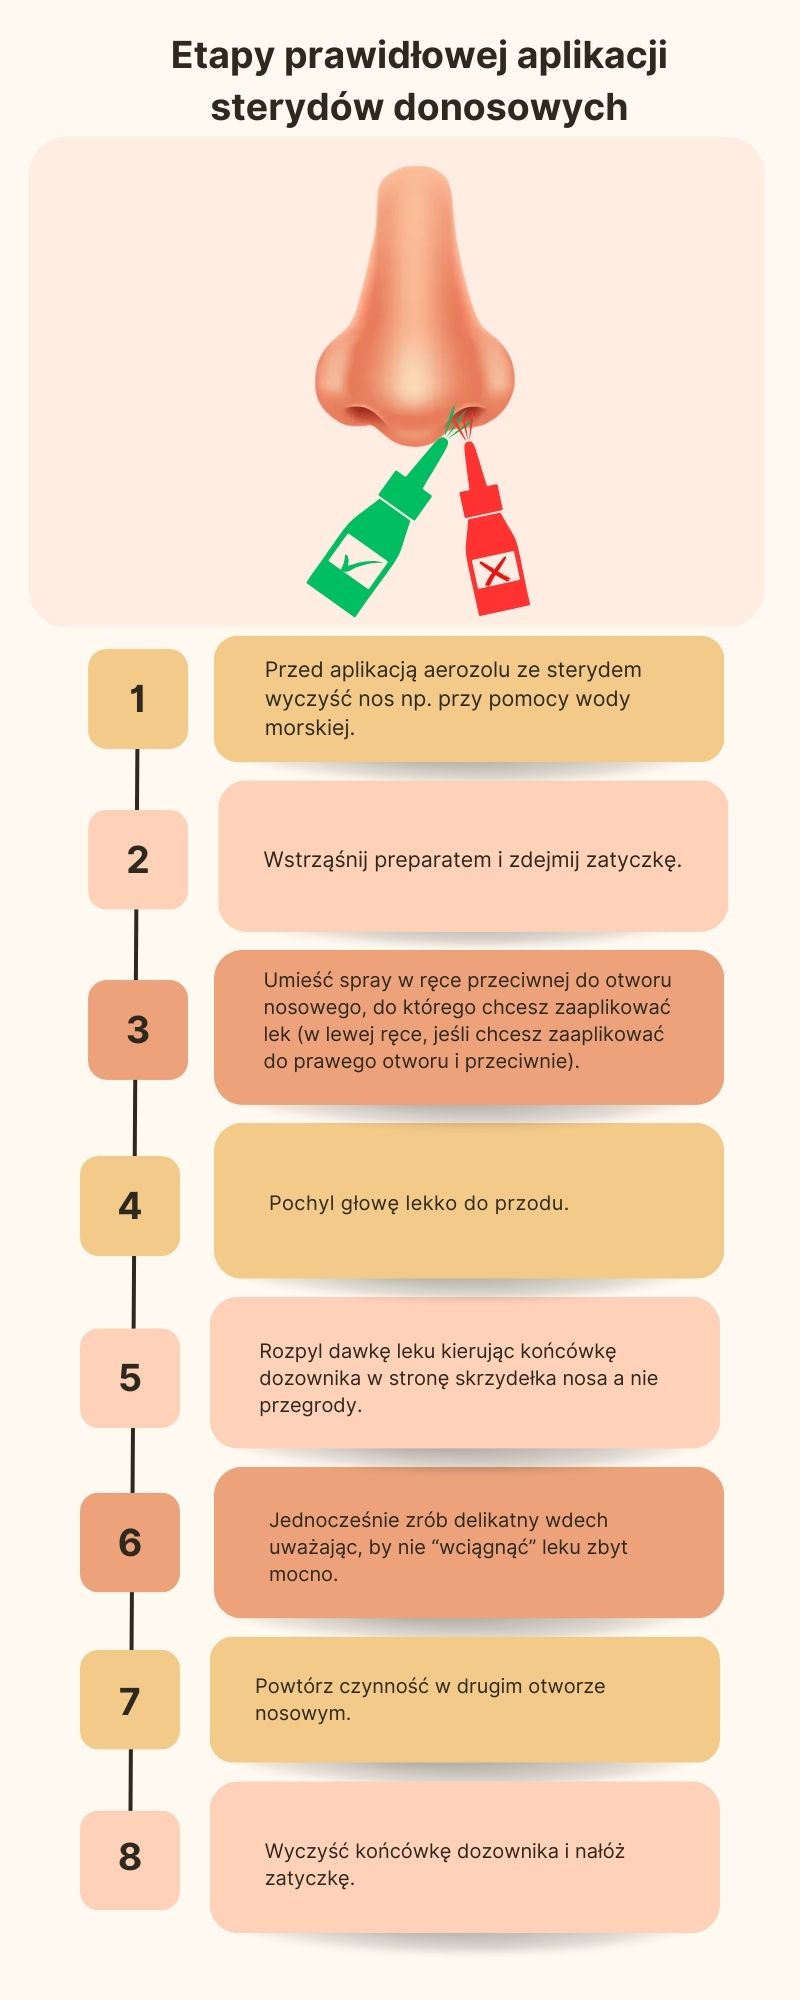 Etapy prawidłowej aplikacji
sterydów donosowych
1
Przed aplikacją aerozolu ze sterydem
wyczyść nos np. przy pomocy wody
morskiej.
2
Wstrząśnij preparatem i zdejmij zatyczkę.
3
Umieść spray w ręce przeciwnej do otworu
nosowego, do którego chcesz zaaplikować
lek (w lewej ręce, jeśli chcesz zaaplikować
do prawego otworu i przeciwnie).
4
Pochyl głowę lekko do przodu.
5
Rozpyl dawkę leku kierując końcówkę
dozownika w stronę skrzydełka nosa a nie
przegrody.
6
Jednocześnie zrób delikatny wdech
uważając, by nie “wciągnąć” leku zbyt
mocno.
7
Powtórz czynność w drugim otworze
nosowym.
8
Wyczyść końcówkę dozownika i nałóż
zatyczkę.